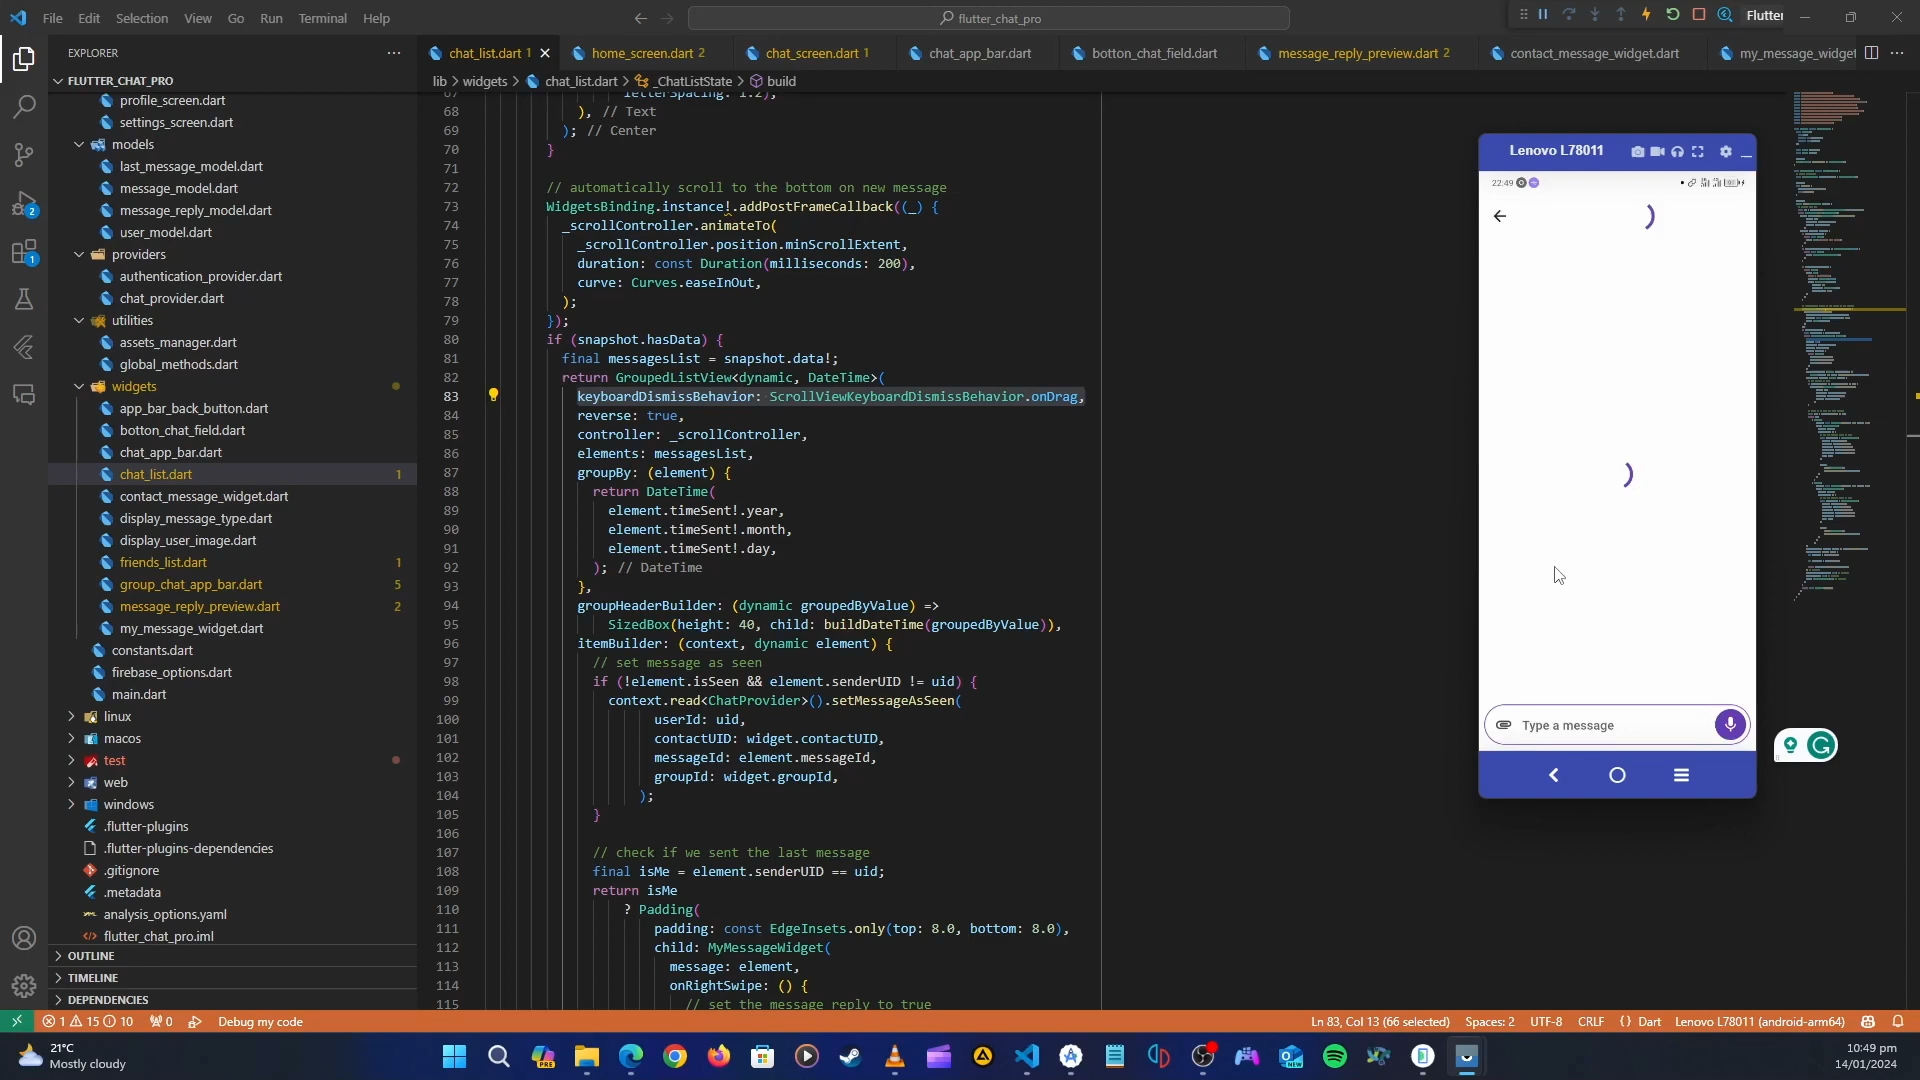 File Edit Selection View Go Run Terminal Help
flutter_chat_pro
Flutter
EXPLORER
chat_list.dart 1
home_screen.dart 2
chat_screen.dart 1
chat_app_bar.dart
botton_chat_field.dart
message_reply_preview.dart 2
contact_message_widget.dart
my_message_widget
lib > widgets > chat_list.dart > _ChatListState > build
FLUTTER_CHAT_PRO
profile_screen.dart
settings_screen.dart
models
last_message_model.dart
message_model.dart
message_reply_model.dart
user_model.dart
providers
authentication_provider.dart
chat_provider.dart
utilities
assets_manager.dart
global_methods.dart
widgets
app_bar_back_button.dart
botton_chat_field.dart
chat_app_bar.dart
chat_list.dart 1
contact_message_widget.dart
display_message_type.dart
display_user_image.dart
friends_list.dart 1
group_chat_app_bar.dart 5
message_reply_preview.dart 2
my_message_widget.dart
constants.dart
firebase_options.dart
main.dart
linux
macos
test
web
windows
.flutter-plugins
.flutter-plugins-dependencies
.gitignore
.metadata
analysis_options.yaml
flutter_chat_pro.iml
OUTLINE
TIMELINE
DEPENDENCIES
2
1
67 letterSpacing: 1.2),
68 ), // Text
69 ); // Center
70 }
71
72 // automatically scroll to the bottom on new message
73 WidgetsBinding.instance!.addPostFrameCallback((_) {
74 _scrollController.animateTo(
75 _scrollController.position.minScrollExtent,
76 duration: const Duration(milliseconds: 200),
77 curve: Curves.easeInOut,
78 );
79 });
80 if (snapshot.hasData) {
81 final messagesList = snapshot.data!;
82 return GroupedListView<dynamic, DateTime>(
83 keyboardDismissBehavior: ScrollViewKeyboardDismissBehavior.onDrag,
84 reverse: true,
85 controller: _scrollController,
86 elements: messagesList,
87 groupBy: (element) {
88 return DateTime(
89 element.timeSent!.year,
90 element.timeSent!.month,
91 element.timeSent!.day,
92 ); // DateTime
93 },
94 groupHeaderBuilder: (dynamic groupedByValue) =>
95 SizedBox(height: 40, child: buildDateTime(groupedByValue)),
96 itemBuilder: (context, dynamic element) {
97 // set message as seen
98 if (!element.isSeen && element.senderUID != uid) {
99 context.read<ChatProvider>().setMessageAsSeen(
100 userId: uid,
101 contactUID: widget.contactUID,
102 messageId: element.messageId,
103 groupId: widget.groupId,
104 );
105 }
106
107 // check if we sent the last message
108 final isMe = element.senderUID == uid;
109 return isMe
110 ? Padding(
111 padding: const EdgeInsets.only(top: 8.0, bottom: 8.0),
112 child: MyMessageWidget(
113 message: element,
114 onRightSwipe: () {
115 // set the message reply to true
Lenovo L78011
22:49
Type a message
1 15 10 0 Debug my code
Ln 83, Col 13 (66 selected) Spaces: 2 UTF-8 CRLF {} Dart Lenovo L78011 (android-arm64)
21°C
Mostly cloudy
PRE
NEW
10:49 pm
14/01/2024